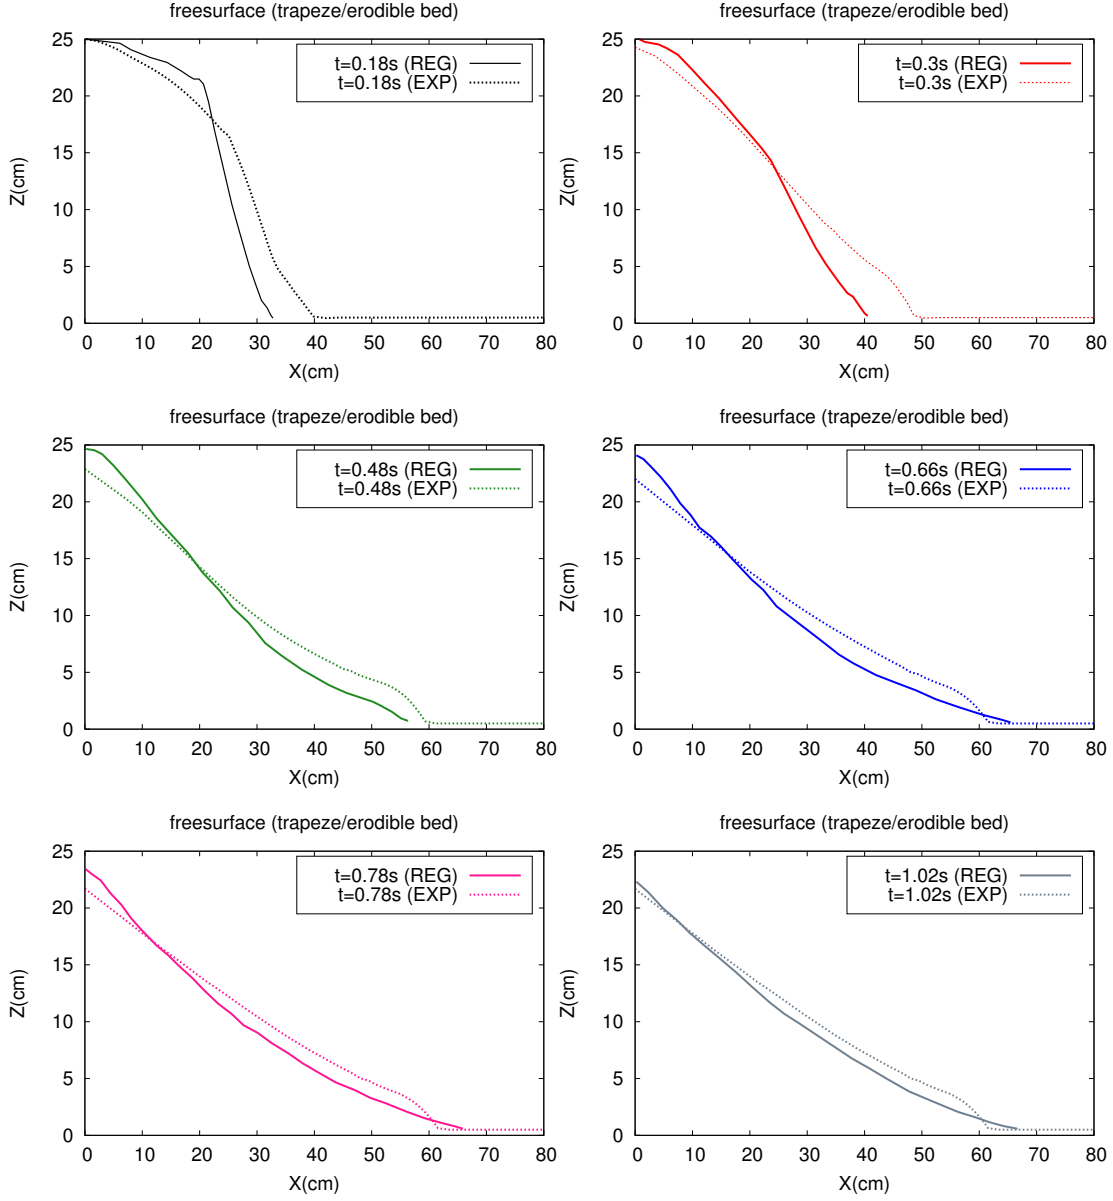 freesurface (trapeze/erodible bed)
25
20
15
10
5
0
Z(cm)
t=0.18s (REG)
t=0.18s (EXP)
0 10 20 30 40 50 60 70 80
X(cm)
freesurface (trapeze/erodible bed)
25
20
15
10
5
0
Z(cm)
t=0.3s (REG)
t=0.3s (EXP)
0 10 20 30 40 50 60 70 80
X(cm)
freesurface (trapeze/erodible bed)
25
20
15
10
5
0
Z(cm)
t=0.48s (REG)
t=0.48s (EXP)
0 10 20 30 40 50 60 70 80
X(cm)
freesurface (trapeze/erodible bed)
25
20
15
10
5
0
Z(cm)
t=0.66s (REG)
t=0.66s (EXP)
0 10 20 30 40 50 60 70 80
X(cm)
freesurface (trapeze/erodible bed)
25
20
15
10
5
0
Z(cm)
t=0.78s (REG)
t=0.78s (EXP)
0 10 20 30 40 50 60 70 80
X(cm)
freesurface (trapeze/erodible bed)
25
20
15
10
5
0
Z(cm)
t=1.02s (REG)
t=1.02s (EXP)
0 10 20 30 40 50 60 70 80
X(cm)